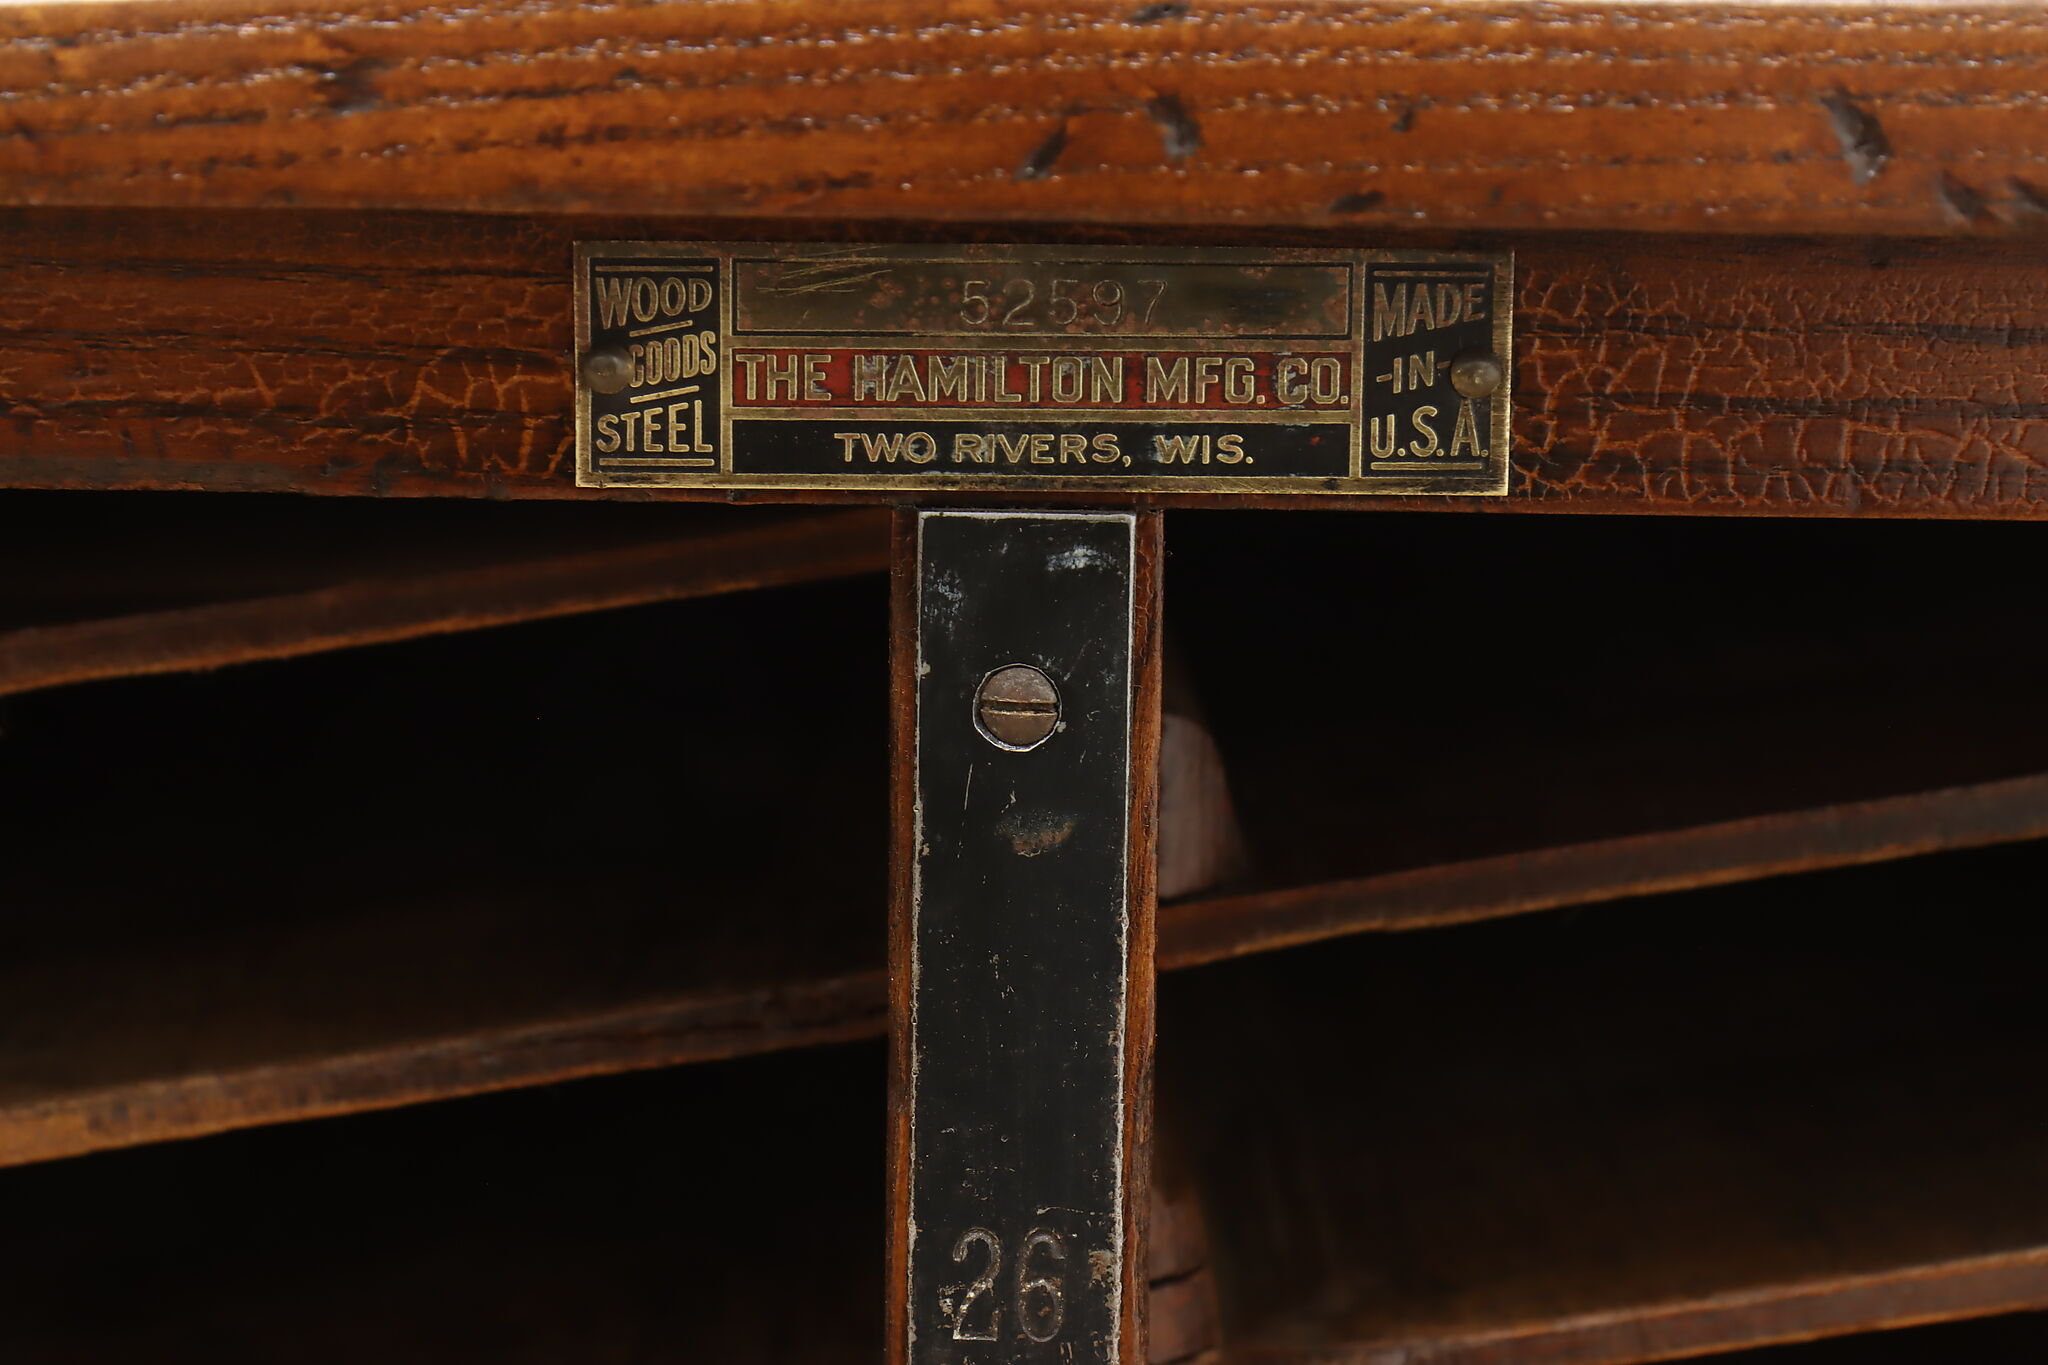 WOOD
GOODS
STEEL
52597
THE HAMILTON MFG. CO.
TWO RIVERS, WIS.
MADE
-IN-
U.S.A.
26